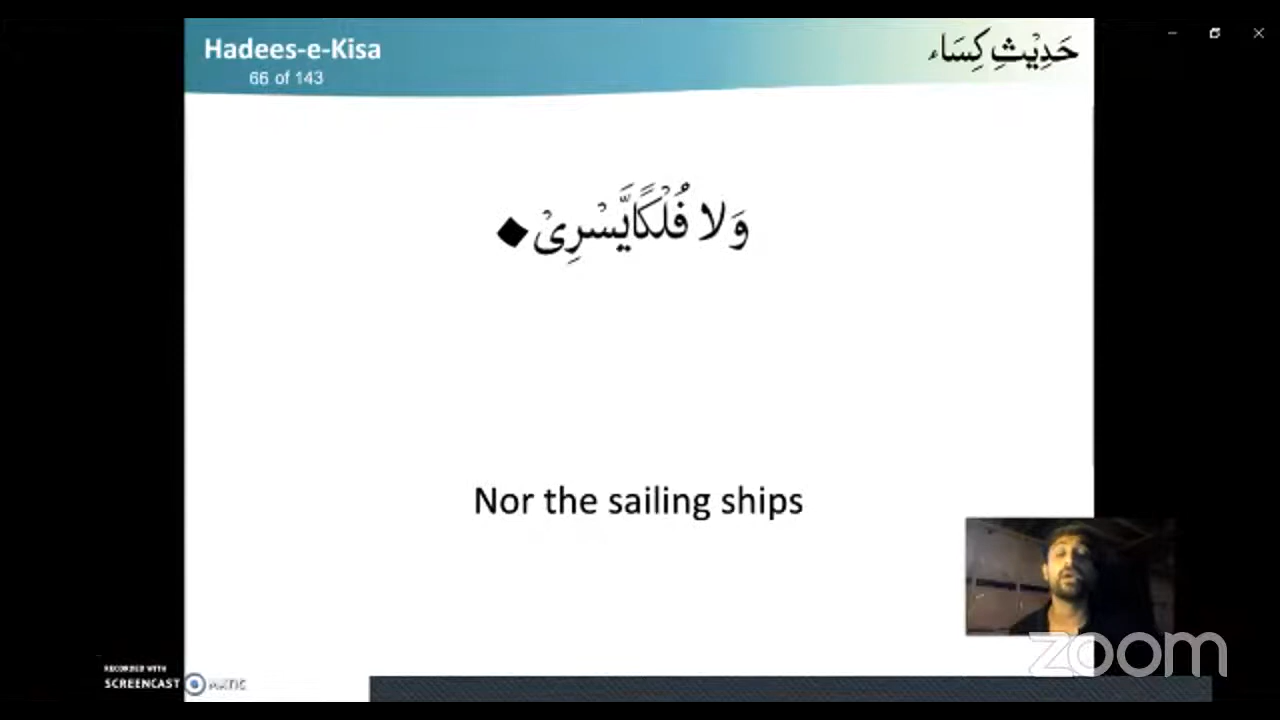 Hadees-e-Kisa
حَدِيْثِ كِسَاء
66 of 143
وَلا فُلْكًا يَّسْرِيْ
Nor the sailing ships
zoom
RECORDED WITH
SCREENCAST MATIC